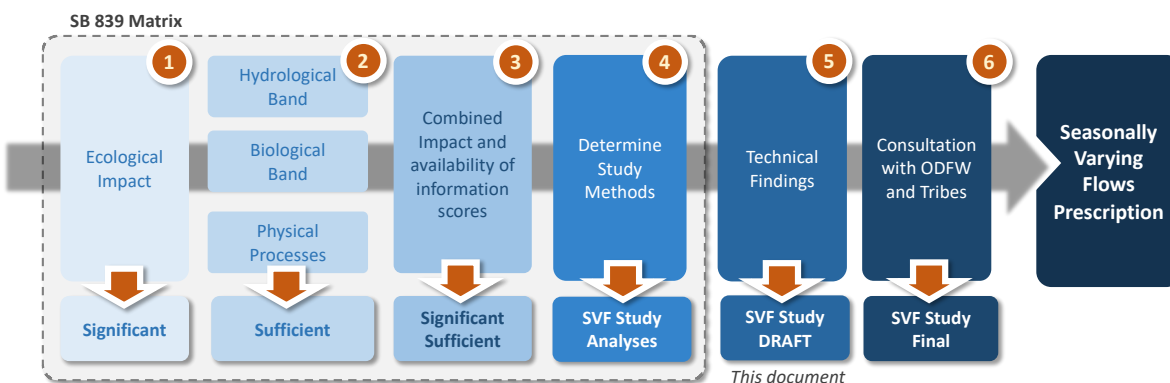 SB 839 Matrix
1
Ecological
Impact
Significant
2
Hydrological
Band
Biological
Band
Physical
Processes
Sufficient
3
Combined
Impact and
availability of
information
scores
Significant
Sufficient
4
Determine
Study
Methods
SVF Study
Analyses
5
Technical
Findings
SVF Study
DRAFT
This document
6
Consultation
with ODFW
and Tribes
SVF Study
Final
Seasonally
Varying
Flows
Prescription